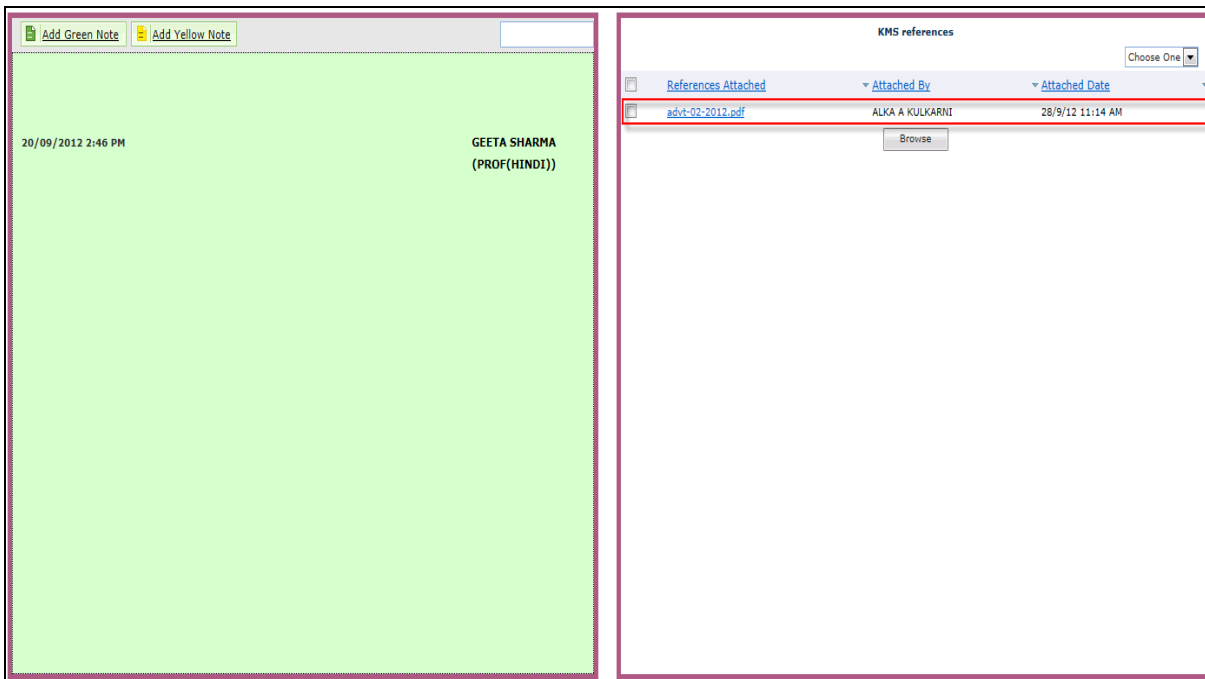 Add Green Note Add Yellow Note
20/09/2012 2:46 PM GEETA SHARMA
(PROF(HINDI))
KMS references
Choose One
References Attached Attached By Attached Date
advt-02-2012.pdf ALKA A KULKARNI 28/9/12 11:14 AM
Browse